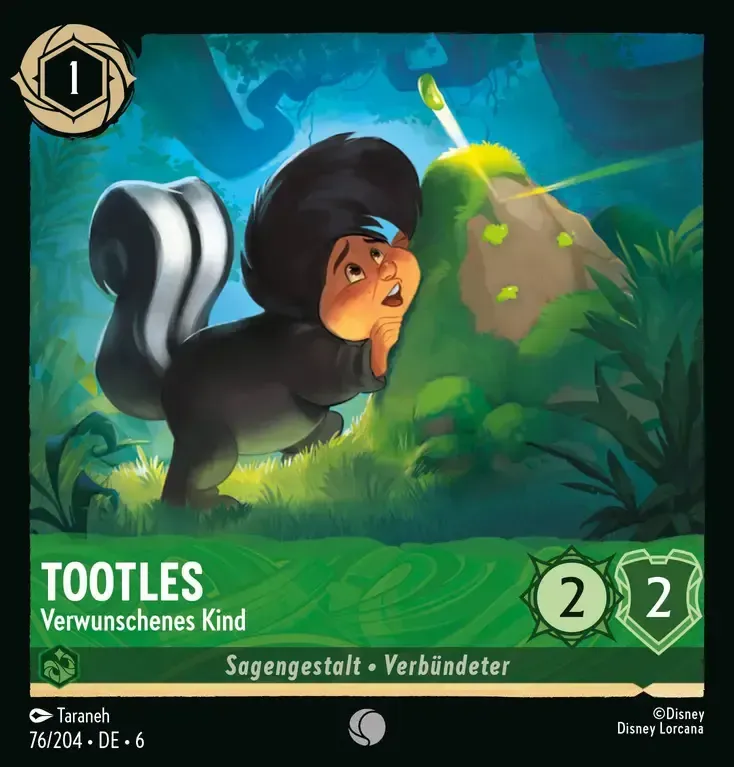 1
TOOTLES
Verwunschenes Kind
2
2
Sagengestalt • Verbündeter
Taraneh
76/204 • DE • 6
©Disney
Disney Lorcana